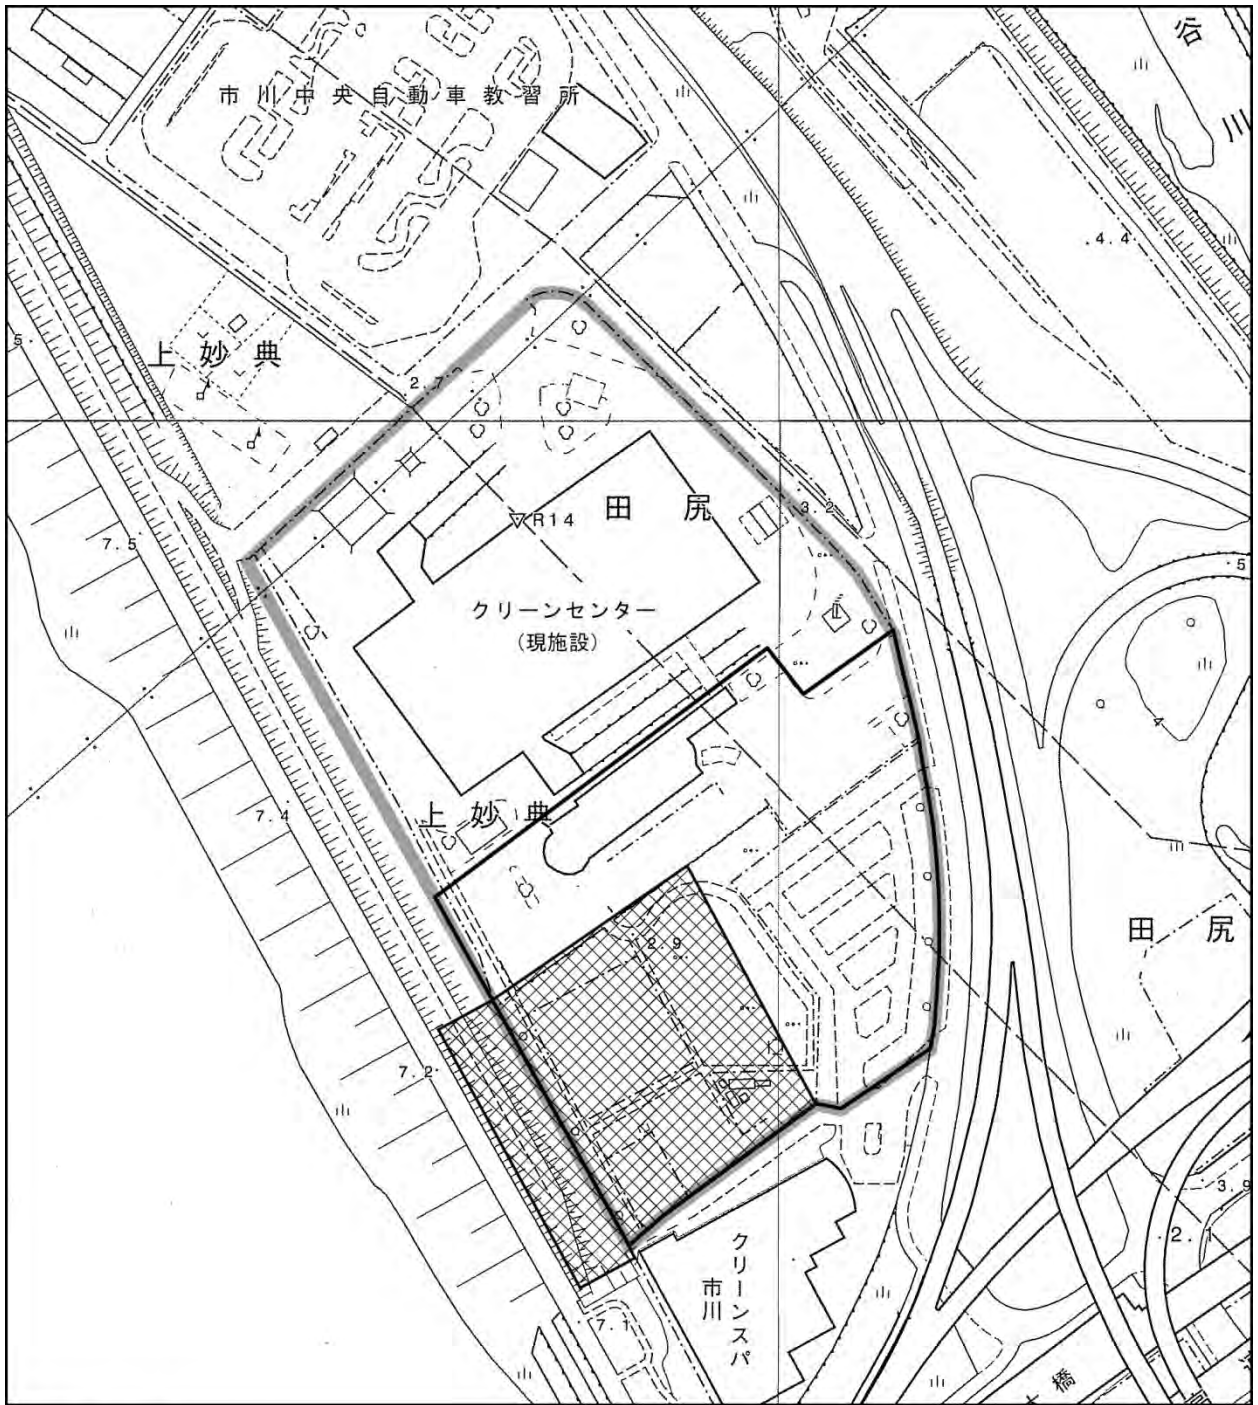 谷
川
市川中央自動車教習所
4.4
上妙典
2.7
5
田尻
3.2
R14
7.5
5
クリーンセンター
(現施設)
4
7.4
上妙典
田尻
2.9
7.2
3.9
2.1
クリーンスパ
市川
7.1
橋
高